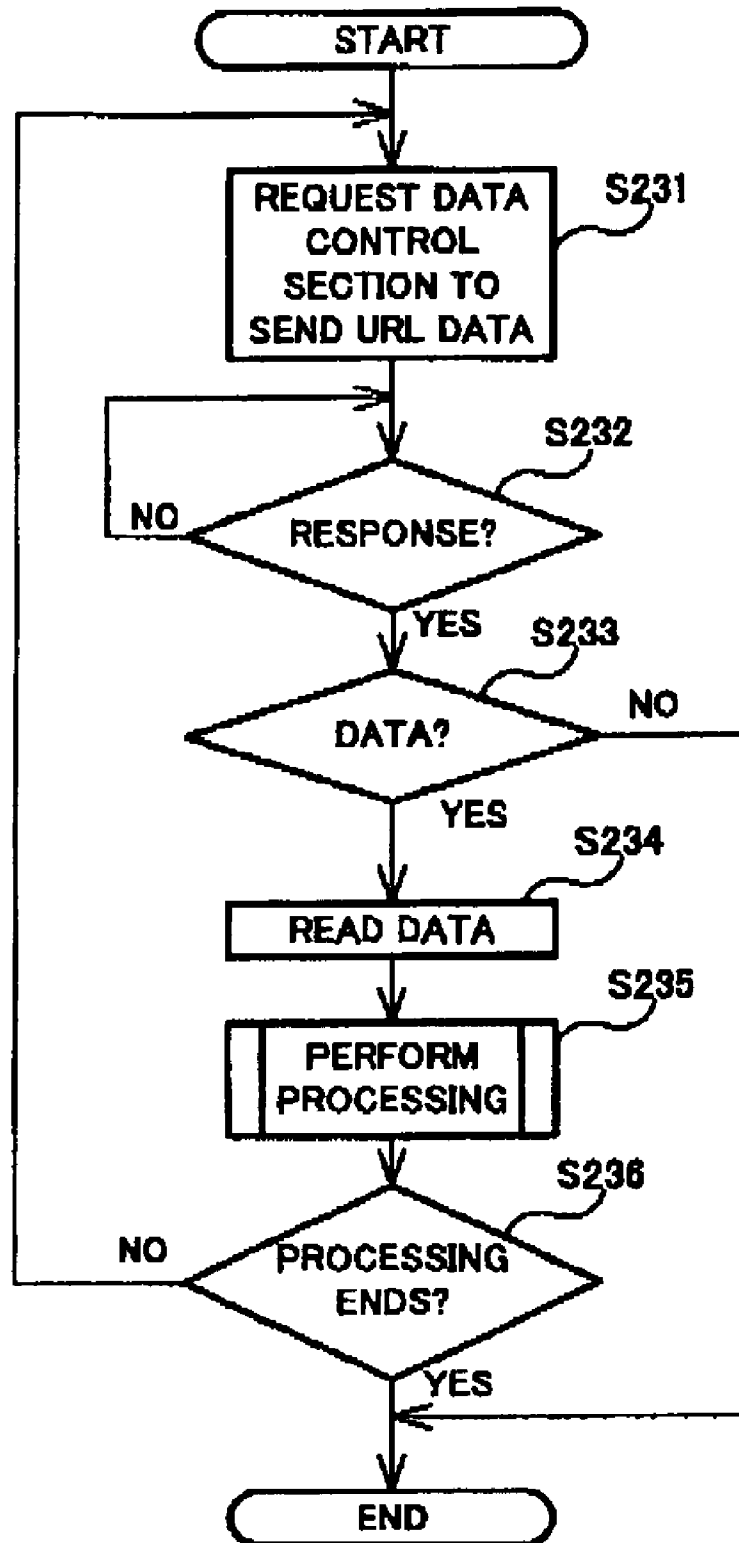 START
REQUEST DATA
CONTROL
SECTION TO
SEND URL DATA
S231
S232
NO
RESPONSE?
YES
S233
DATA?
NO
YES
S234
READ DATA
S235
PERFORM
PROCESSING
S236
NO
PROCESSING
ENDS?
YES
END